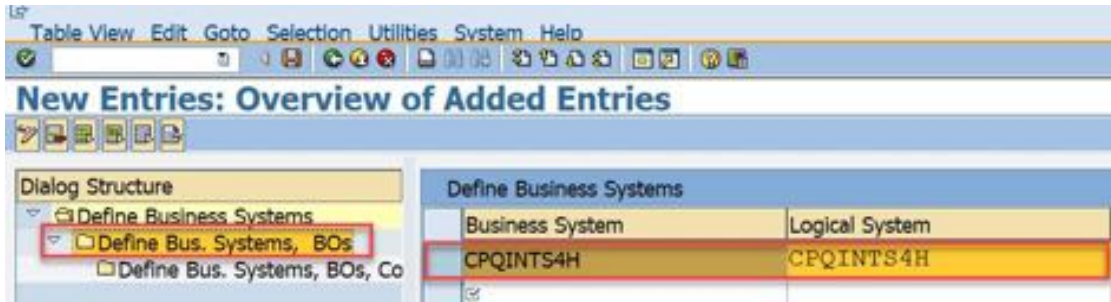 Table View Edit Goto Selection Utilities System Help
New Entries: Overview of Added Entries
Dialog Structure
Define Business Systems
Define Bus. Systems, BOs
Define Bus. Systems, BOs, Co
Define Business Systems
Business System Logical System
CPQINTS4H CPQINTS4H